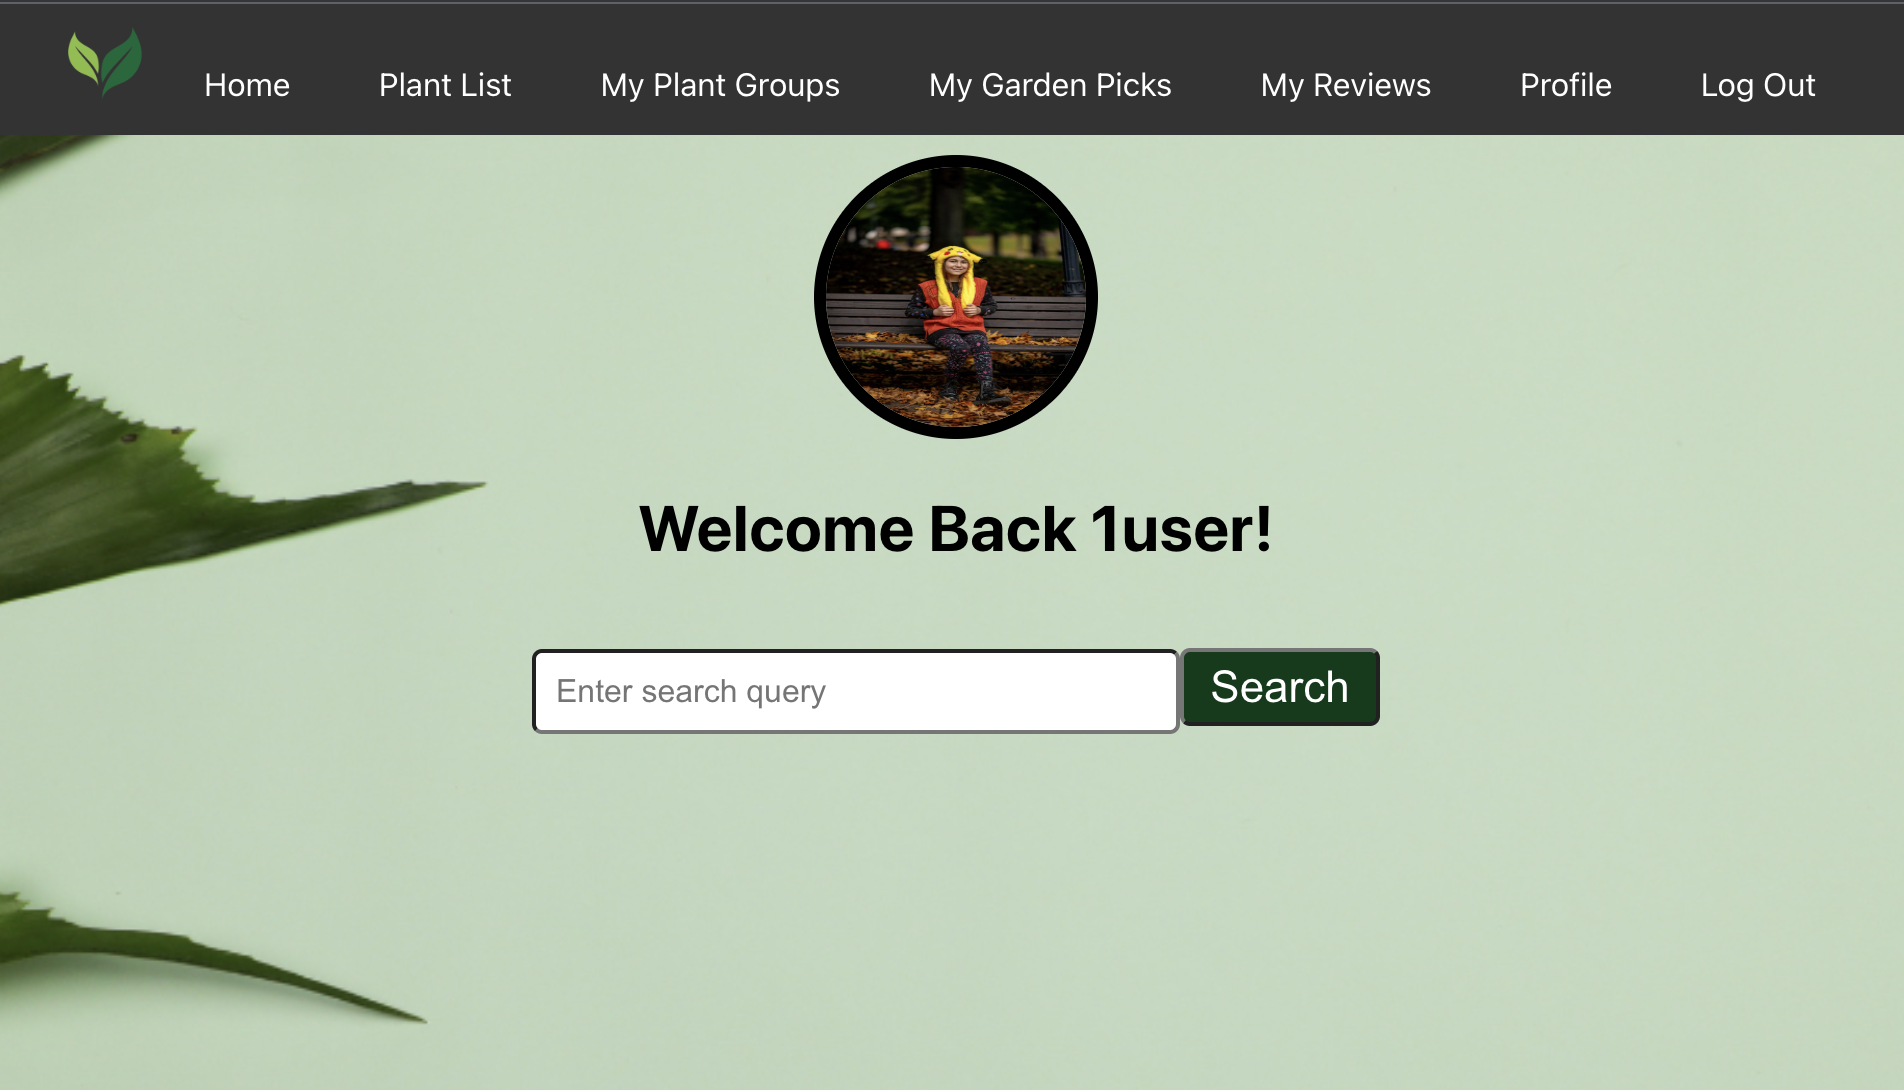 Home Plant List My Plant Groups My Garden Picks My Reviews Profile Log Out
Welcome Back 1user!
Enter search query Search